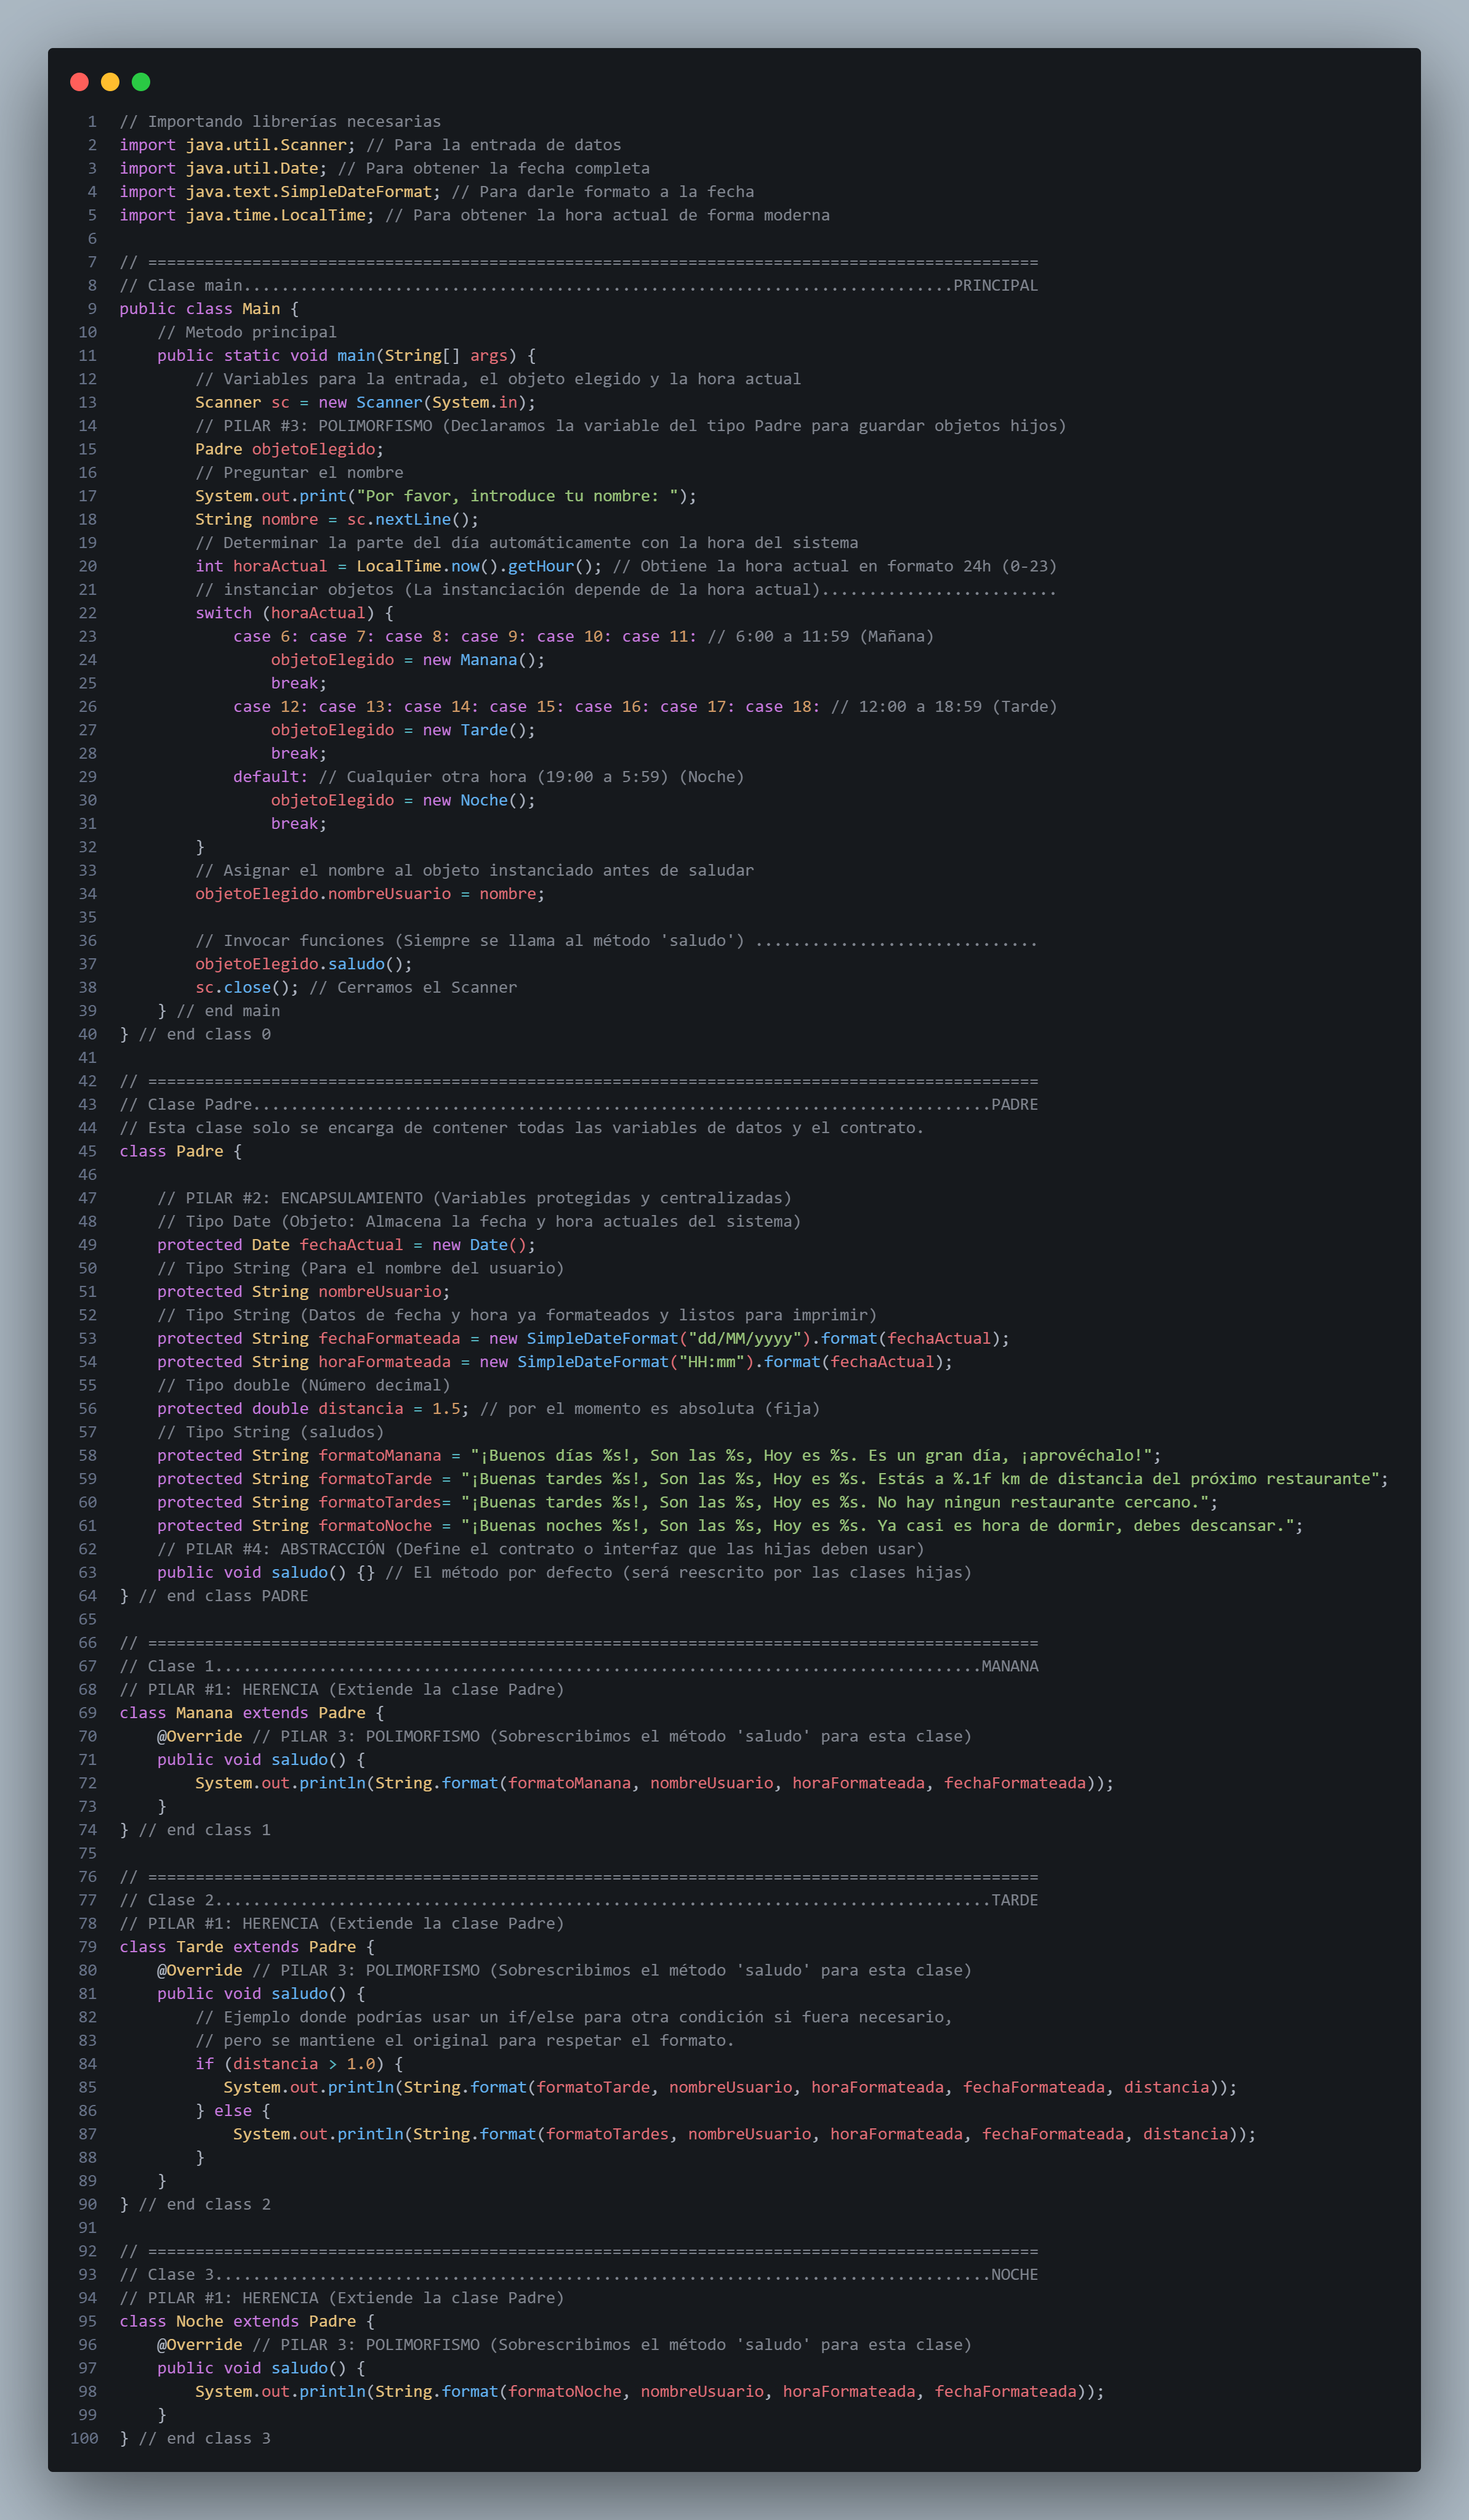 1 // Importando librerías necesarias
2 import java.util.Scanner; // Para la entrada de datos
3 import java.util.Date; // Para obtener la fecha completa
4 import java.text.SimpleDateFormat; // Para darle formato a la fecha
5 import java.time.LocalTime; // Para obtener la hora actual de forma moderna
6
7 // ==============================================================================================
8 // Clase main...........................................................................PRINCIPAL
9 public class Main {
10     // Metodo principal
11     public static void main(String[] args) {
12         // Variables para la entrada, el objeto elegido y la hora actual
13         Scanner sc = new Scanner(System.in);
14         // PILAR #3: POLIMORFISMO (Declaramos la variable del tipo Padre para guardar objetos hijos)
15         Padre objetoElegido;
16         // Preguntar el nombre
17         System.out.print("Por favor, introduce tu nombre: ");
18         String nombre = sc.nextLine();
19         // Determinar la parte del día automáticamente con la hora del sistema
20         int horaActual = LocalTime.now().getHour(); // Obtiene la hora actual en formato 24h (0-23)
21         // instanciar objetos (La instanciación depende de la hora actual).........................
22         switch (horaActual) {
23             case 6: case 7: case 8: case 9: case 10: case 11: // 6:00 a 11:59 (Mañana)
24                 objetoElegido = new Manana();
25                 break;
26             case 12: case 13: case 14: case 15: case 16: case 17: case 18: // 12:00 a 18:59 (Tarde)
27                 objetoElegido = new Tarde();
28                 break;
29             default: // Cualquier otra hora (19:00 a 5:59) (Noche)
30                 objetoElegido = new Noche();
31                 break;
32         }
33         // Asignar el nombre al objeto instanciado antes de saludar
34         objetoElegido.nombreUsuario = nombre;
35
36         // Invocar funciones (Siempre se llama al método 'saludo') ..............................
37         objetoElegido.saludo();
38         sc.close(); // Cerramos el Scanner
39     } // end main
40 } // end class 0
41
42 // ==============================================================================================
43 // Clase Padre..............................................................................PADRE
44 // Esta clase solo se encarga de contener todas las variables de datos y el contrato.
45 class Padre {
46
47     // PILAR #2: ENCAPSULAMIENTO (Variables protegidas y centralizadas)
48     // Tipo Date (Objeto: Almacena la fecha y hora actuales del sistema)
49     protected Date fechaActual = new Date();
50     // Tipo String (Para el nombre del usuario)
51     protected String nombreUsuario;
52     // Tipo String (Datos de fecha y hora ya formateados y listos para imprimir)
53     protected String fechaFormateada = new SimpleDateFormat("dd/MM/yyyy").format(fechaActual);
54     protected String horaFormateada = new SimpleDateFormat("HH:mm").format(fechaActual);
55     // Tipo double (Número decimal)
56     protected double distancia = 1.5; // por el momento es absoluta (fija)
57     // Tipo String (saludos)
58     protected String formatoManana = "¡Buenos días %s!, Son las %s, Hoy es %s. Es un gran día, ¡aprovéchalo!";
59     protected String formatoTarde = "¡Buenas tardes %s!, Son las %s, Hoy es %s. Estás a %.1f km de distancia del próximo restaurante";
60     protected String formatoTardes= "¡Buenas tardes %s!, Son las %s, Hoy es %s. No hay ningun restaurante cercano.";
61     protected String formatoNoche = "¡Buenas noches %s!, Son las %s, Hoy es %s. Ya casi es hora de dormir, debes descansar.";
62     // PILAR #4: ABSTRACCIÓN (Define el contrato o interfaz que las hijas deben usar)
63     public void saludo() {} // El método por defecto (será reescrito por las clases hijas)
64 } // end class PADRE
65
66 // ==============================================================================================
67 // Clase 1.................................................................................MANANA
68 // PILAR #1: HERENCIA (Extiende la clase Padre)
69 class Manana extends Padre {
70     @Override // PILAR 3: POLIMORFISMO (Sobrescribimos el método 'saludo' para esta clase)
71     public void saludo() {
72         System.out.println(String.format(formatoManana, nombreUsuario, horaFormateada, fechaFormateada));
73     }
74 } // end class 1
75
76 // ==============================================================================================
77 // Clase 2..................................................................................TARDE
78 // PILAR #1: HERENCIA (Extiende la clase Padre)
79 class Tarde extends Padre {
80     @Override // PILAR 3: POLIMORFISMO (Sobrescribimos el método 'saludo' para esta clase)
81     public void saludo() {
82         // Ejemplo donde podrías usar un if/else para otra condición si fuera necesario,
83         // pero se mantiene el original para respetar el formato.
84         if (distancia > 1.0) {
85            System.out.println(String.format(formatoTarde, nombreUsuario, horaFormateada, fechaFormateada, distancia));
86         } else {
87             System.out.println(String.format(formatoTardes, nombreUsuario, horaFormateada, fechaFormateada, distancia));
88         }
89     }
90 } // end class 2
91
92 // ==============================================================================================
93 // Clase 3..................................................................................NOCHE
94 // PILAR #1: HERENCIA (Extiende la clase Padre)
95 class Noche extends Padre {
96     @Override // PILAR 3: POLIMORFISMO (Sobrescribimos el método 'saludo' para esta clase)
97     public void saludo() {
98         System.out.println(String.format(formatoNoche, nombreUsuario, horaFormateada, fechaFormateada));
99     }
100 } // end class 3